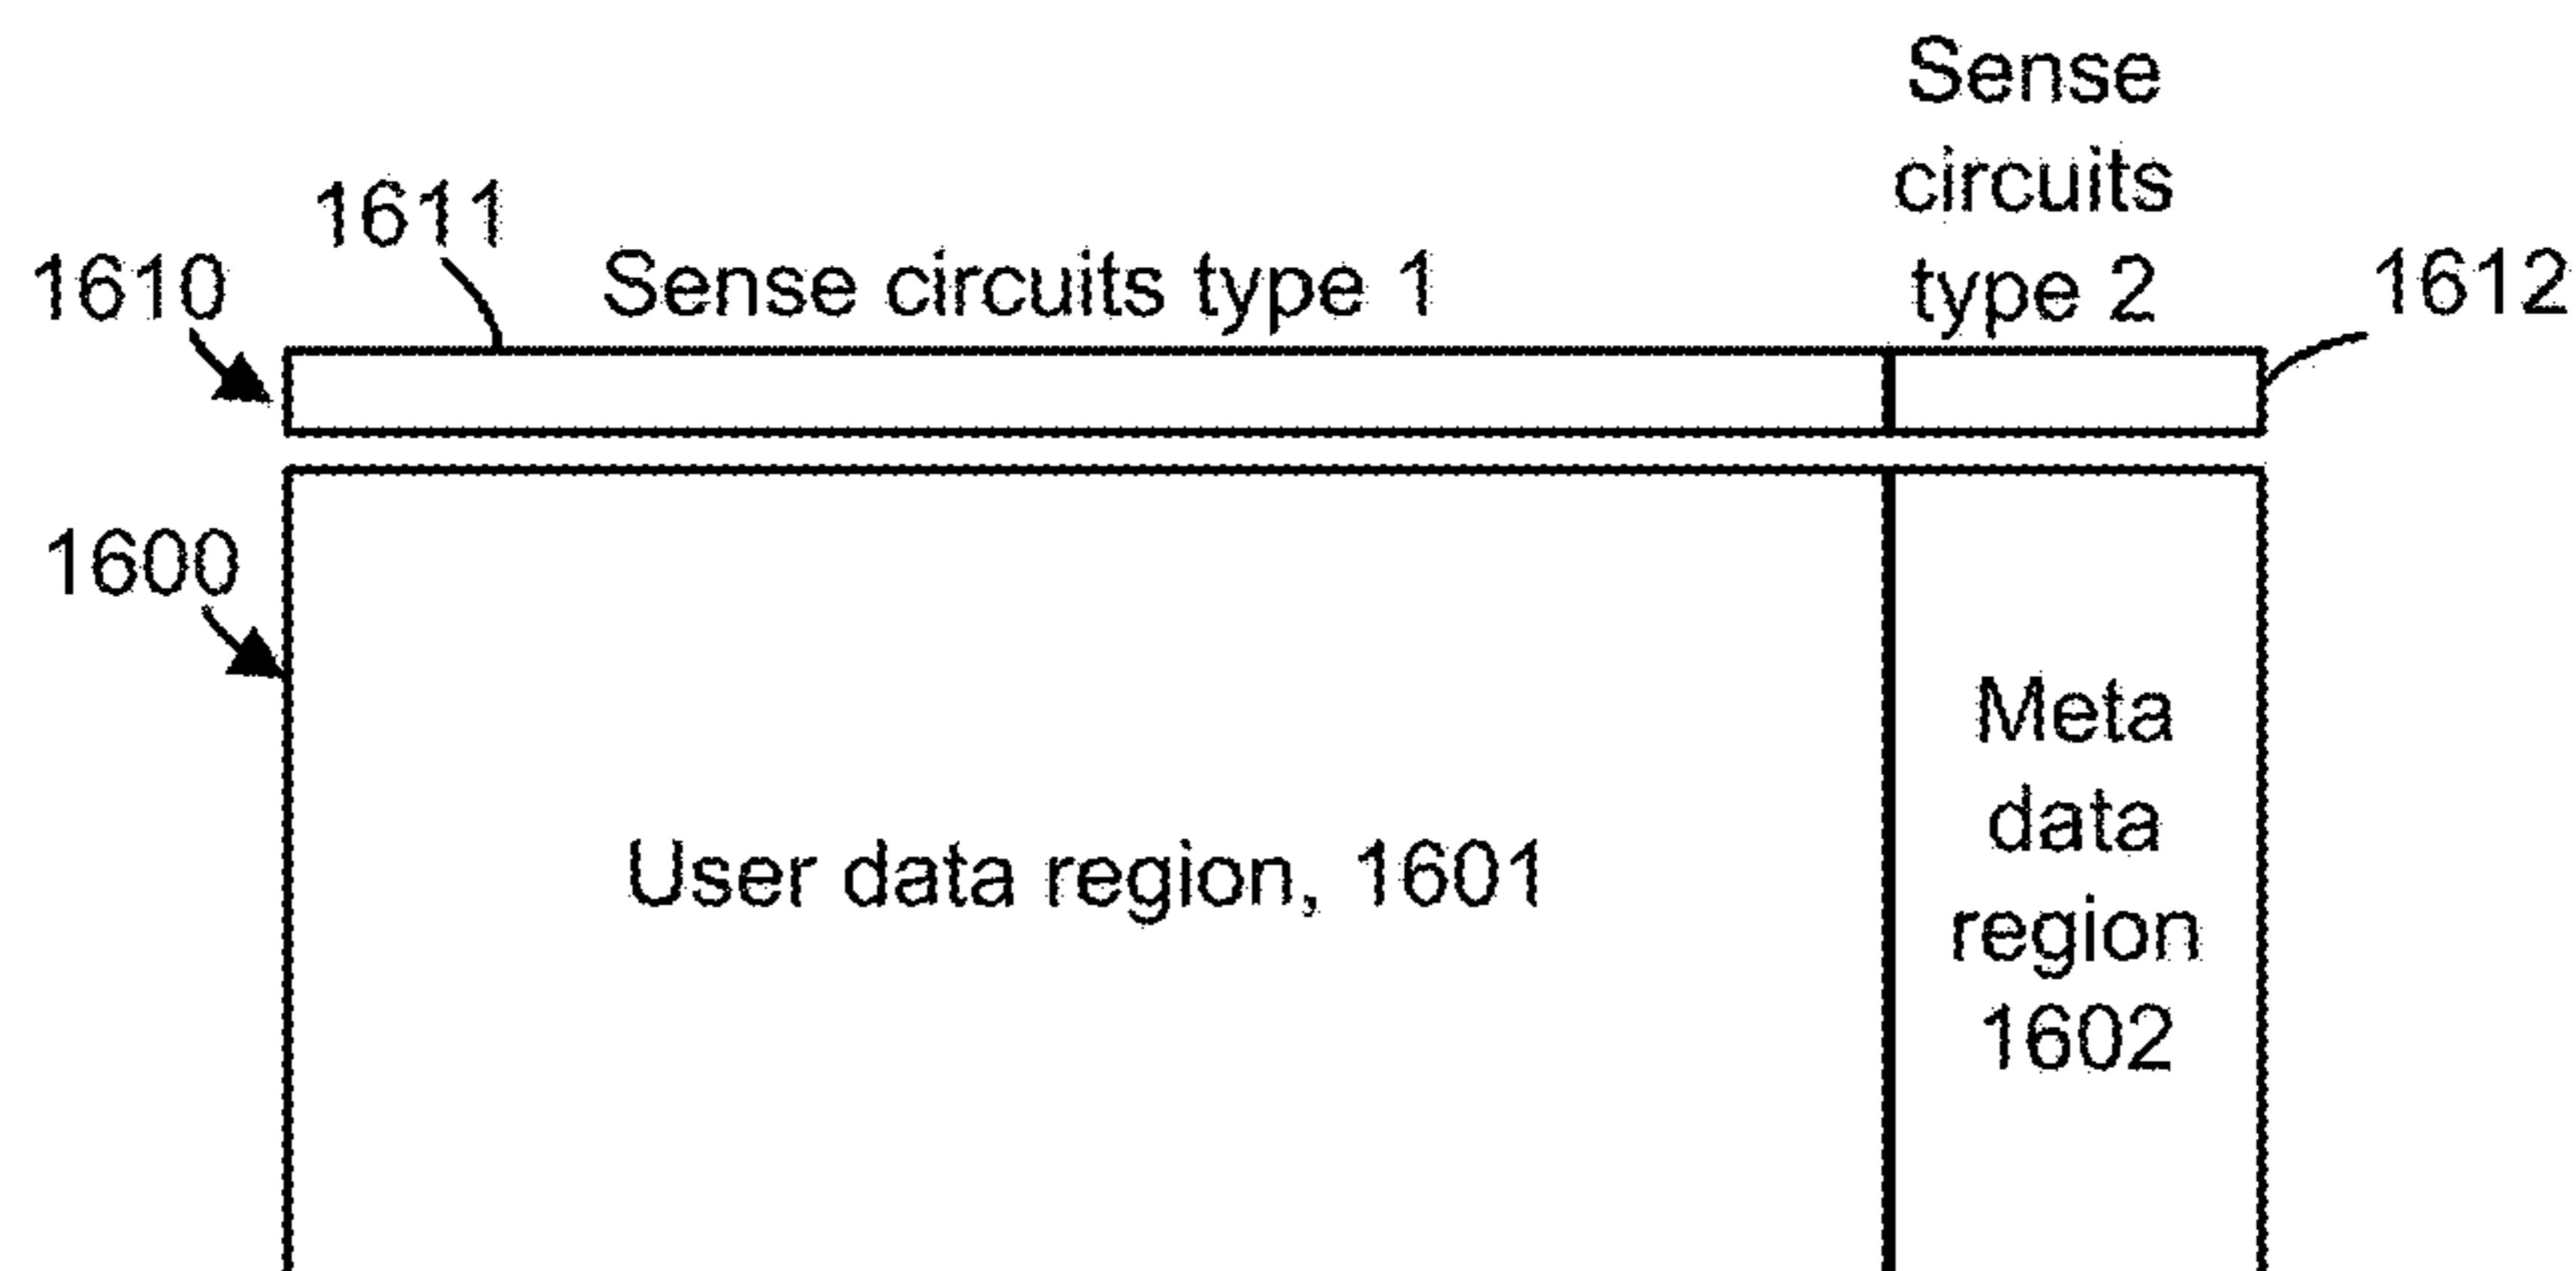 Sense
circuits
type 2
1611
1610
Sense circuits type 1
1612
1600
Meta
data
region
1602
User data region, 1601